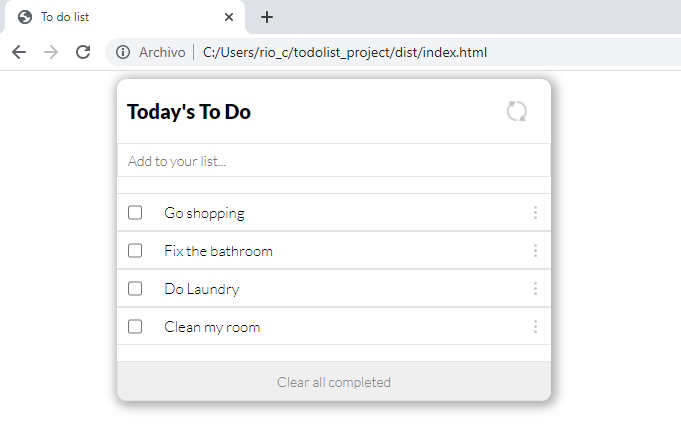 To do list
Archivo C:/Users/rio_c/todolist_project/dist/index.html
Today's To Do
Add to your list...
Go shopping
Fix the bathroom
Do Laundry
Clean my room
Clear all completed